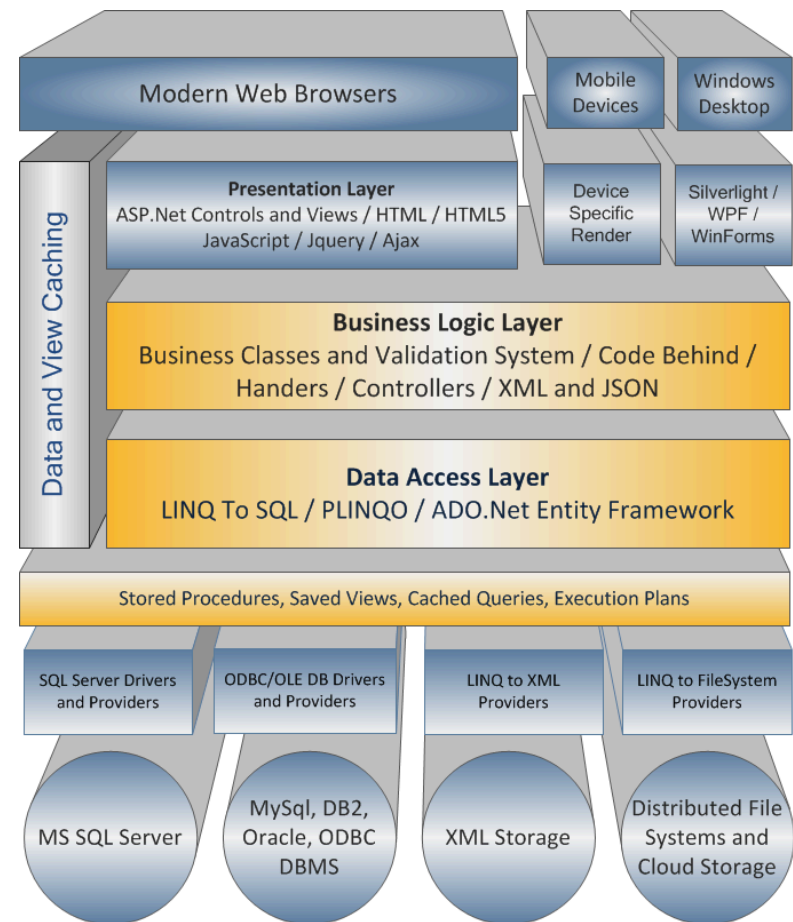 Modern Web Browsers
Mobile
Devices
Windows
Desktop
Data and View Caching
Presentation Layer
ASP.Net Controls and Views / HTML / HTML5
JavaScript / Jquery / Ajax
Device
Specific
Render
Silverlight /
WPF /
WinForms
Business Logic Layer
Business Classes and Validation System / Code Behind /
Handers / Controllers / XML and JSON
Data Access Layer
LINQ To SQL / PLINQO / ADO.Net Entity Framework
Stored Procedures, Saved Views, Cached Queries, Execution Plans
SQL Server Drivers
and Providers
ODBC/OLE DB Drivers
and Providers
LINQ to XML
Providers
LINQ to FileSystem
Providers
MS SQL Server
MySql, DB2,
Oracle, ODBC
DBMS
XML Storage
Distributed File
Systems and
Cloud Storage